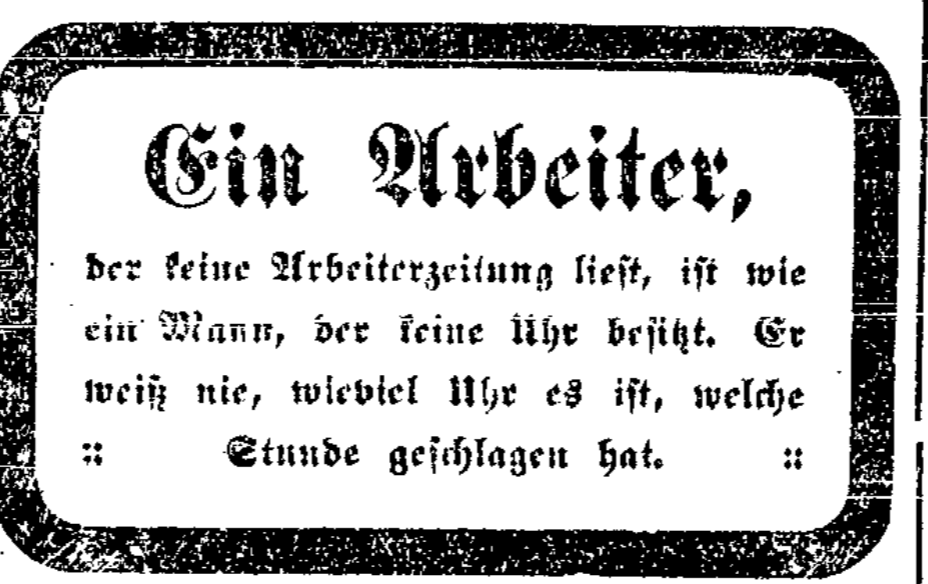 Ein Arbeiter,
der keine Arbeiterzeitung liest, ist wie
ein Mann, der keine Uhr besitzt. Er
weiß nie, wieviel Uhr es ist, welche
:: Stunde geschlagen hat. ::